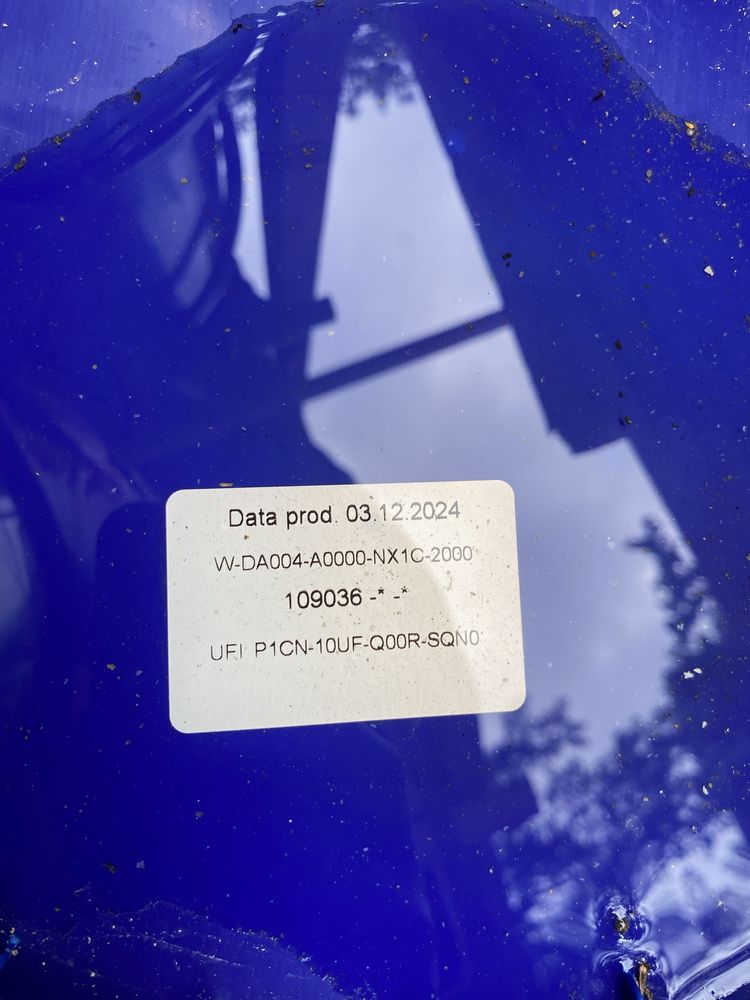 Data prod. 03.12.2024
W-DA004-A0000-NX1C-2000
109036 -* -*
UFI P1CN-10UF-Q00R-SQN0